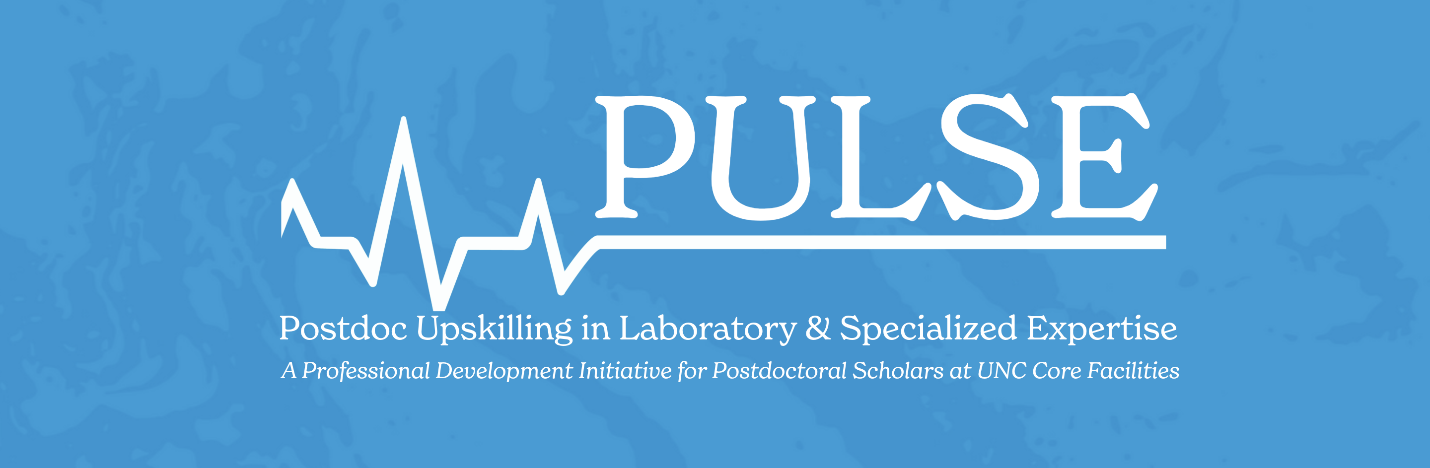 PULSE
Postdoc Upskilling in Laboratory & Specialized Expertise
A Professional Development Initiative for Postdoctoral Scholars at UNC Core Facilities